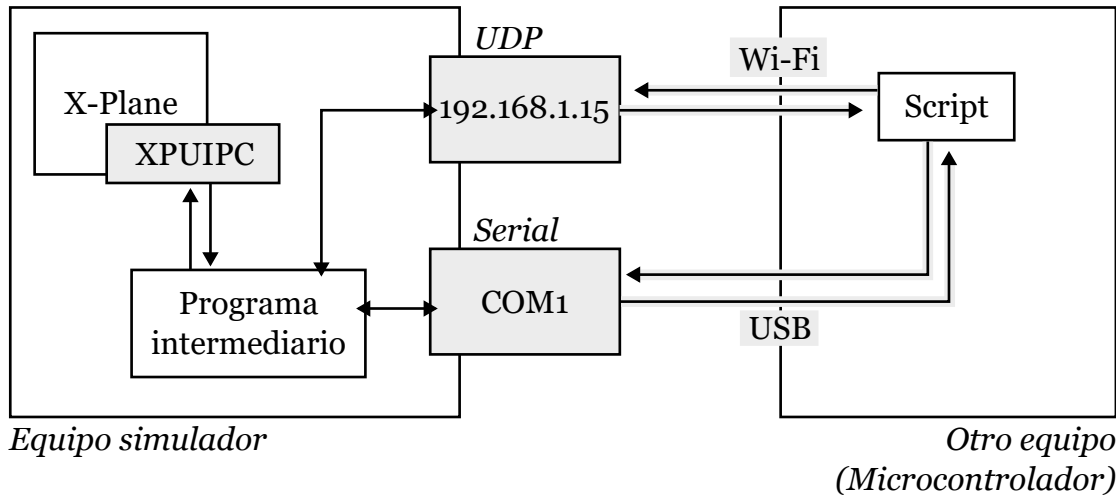 UDP
Wi-Fi
X-Plane
192.168.1.15
Script
XPUIPC
Serial
Programa
intermediario
COM1
USB
Equipo simulador
Otro equipo
(Microcontrolador)